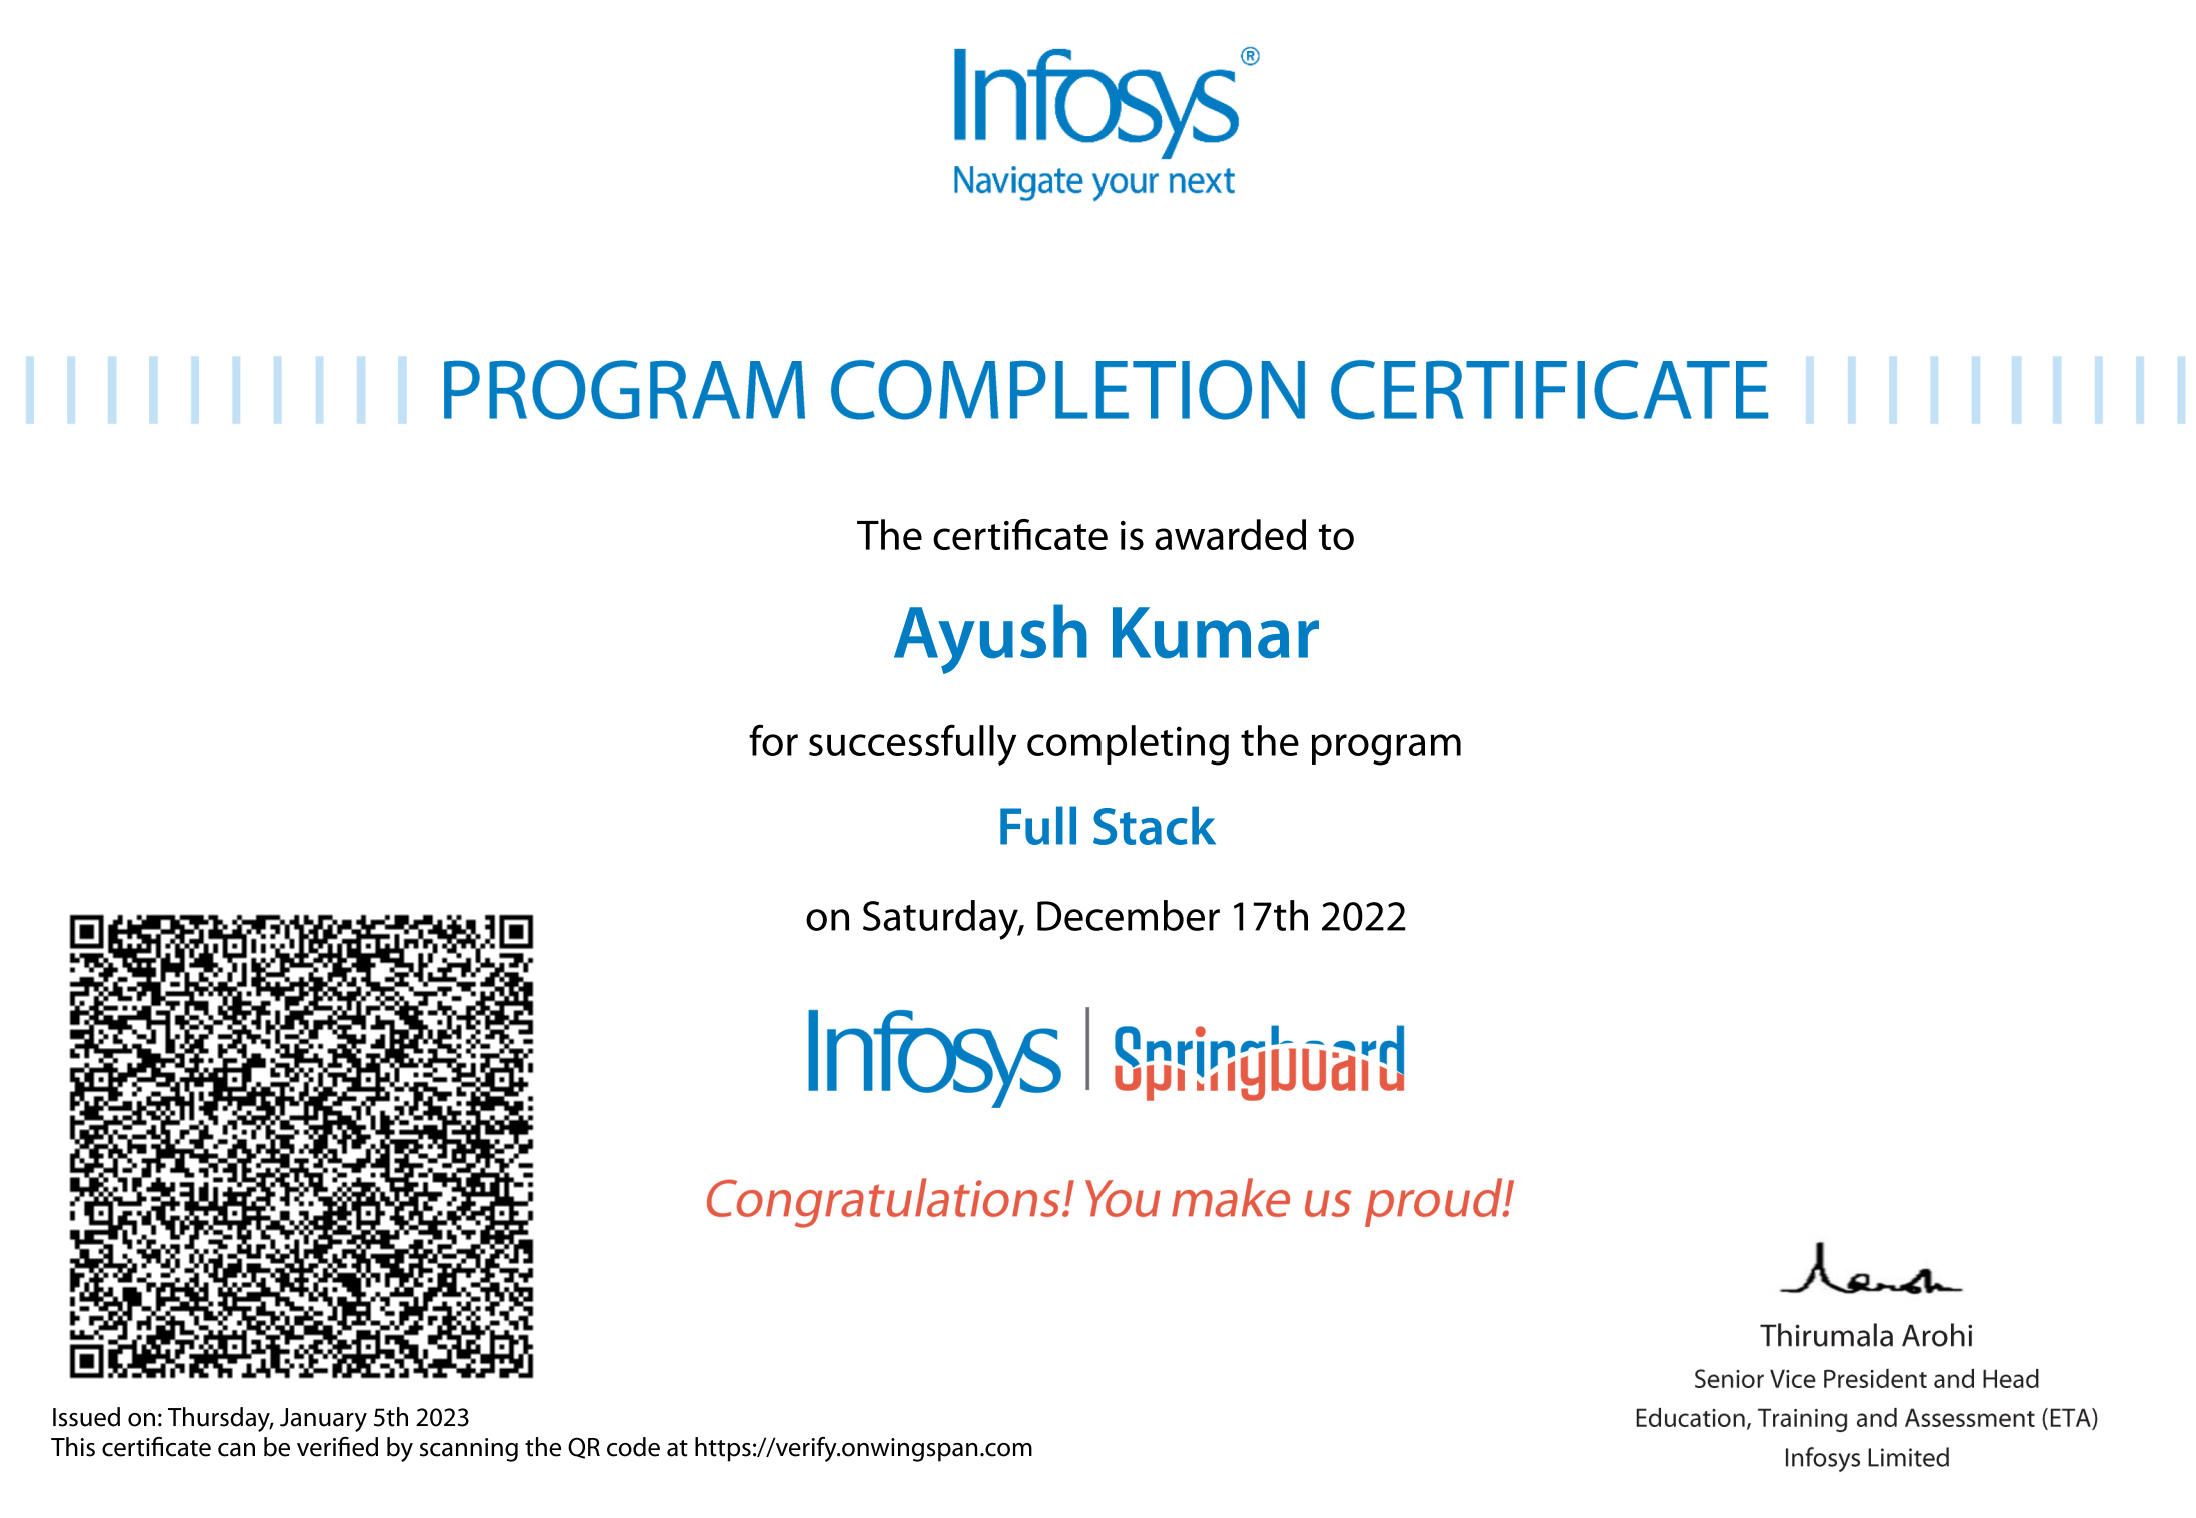 Infosys®
Navigate your next
PROGRAM COMPLETION CERTIFICATE
The certificate is awarded to
Ayush Kumar
for successfully completing the program
Full Stack
on Saturday, December 17th 2022
Infosys | Springboard
Congratulations! You make us proud!
Thirumala Arohi
Senior Vice President and Head
Education, Training and Assessment (ETA)
Infosys Limited
Issued on: Thursday, January 5th 2023
This certificate can be verified by scanning the QR code at https://verify.onwingspan.com